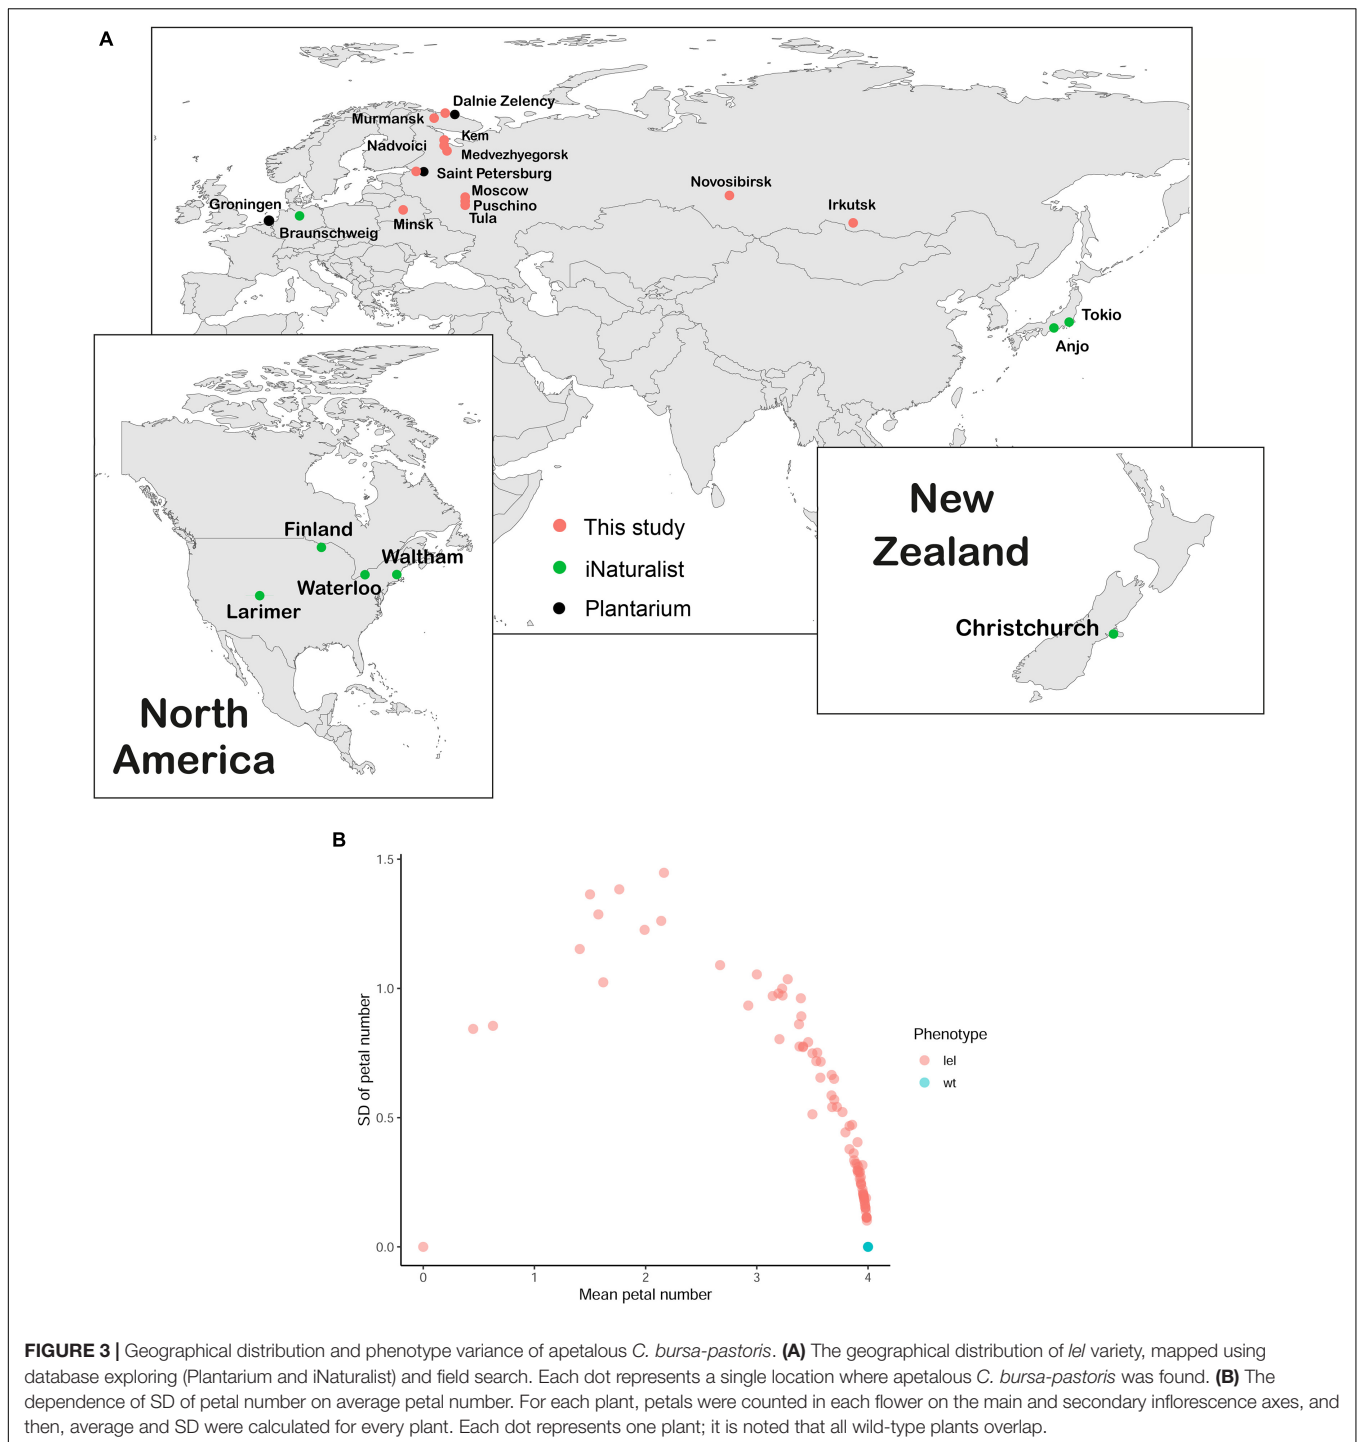 A
Dalnie Zelency
Murmansk
Kem
Nadvoici
Medvezhyegorsk
Saint Petersburg
Moscow
Puschino
Tula
Groningen
Braunschweig
Minsk
Novosibirsk
Irkutsk
Tokio
Anjo
Finland
Waltham
Waterloo
Larimer
North
America
This study
iNaturalist
Plantarium
New
Zealand
Christchurch
B
1.5
1.0
0.5
0.0
SD of petal number
0 1 2 3 4
Mean petal number
Phenotype
lel
wt
FIGURE 3 | Geographical distribution and phenotype variance of apetalous C. bursa-pastoris. (A) The geographical distribution of lel variety, mapped using
database exploring (Plantarium and iNaturalist) and field search. Each dot represents a single location where apetalous C. bursa-pastoris was found. (B) The
dependence of SD of petal number on average petal number. For each plant, petals were counted in each flower on the main and secondary inflorescence axes, and
then, average and SD were calculated for every plant. Each dot represents one plant; it is noted that all wild-type plants overlap.